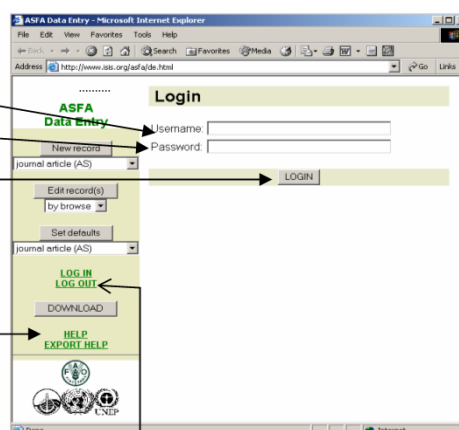 ASFA Data Entry - Microsoft Internet Explorer
File Edit View Favorites Tools Help
Back Search Favorites Media
Address http://www.isis.org/asfa/de.html Go Links
..........
ASFA
Data Entry
New record
journal article (AS)
Edit record(s)
by browse
Set defaults
journal article (AS)
LOG IN
LOG OUT
DOWNLOAD
HELP
EXPORT HELP
UNEP
Login
Username:
Password:
LOGIN
Done Internet